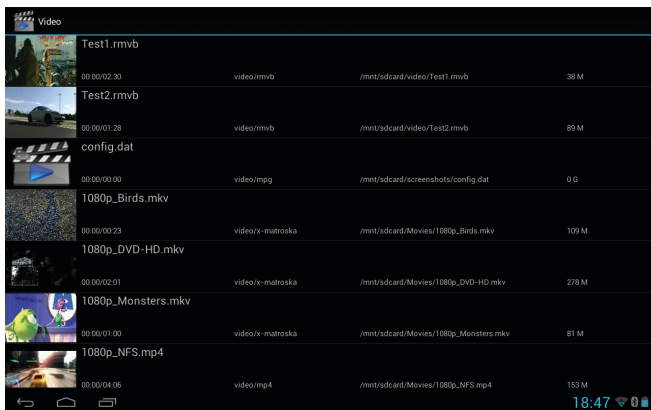 Video
Test1.rmvb
00:00/02:30 video/rmvb /mnt/sdcard/video/Test1.rmvb 38 M
Test2.rmvb
00:00/01:28 video/rmvb /mnt/sdcard/video/Test2.rmvb 89 M
config.dat
00:00/00:00 video/mpg /mnt/sdcard/screenshots/config.dat 0 G
1080p_Birds.mkv
00:00/00:23 video/x-matroska /mnt/sdcard/Movies/1080p_Birds.mkv 109 M
1080p_DVD-HD.mkv
00:00/02:01 video/x-matroska /mnt/sdcard/Movies/1080p_DVD-HD.mkv 278 M
1080p_Monsters.mkv
00:00/01:00 video/x-matroska /mnt/sdcard/Movies/1080p_Monsters.mkv 81 M
1080p_NFS.mp4
00:00/04:06 video/mp4 /mnt/sdcard/Movies/1080p_NFS.mp4 153 M
18:47